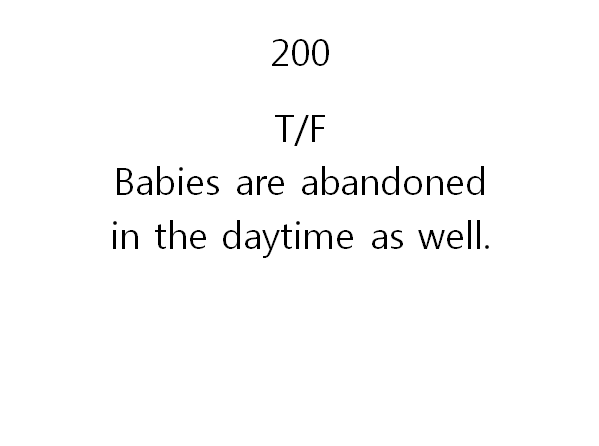 200
T/F
Babies are abandoned
in the daytime as well.